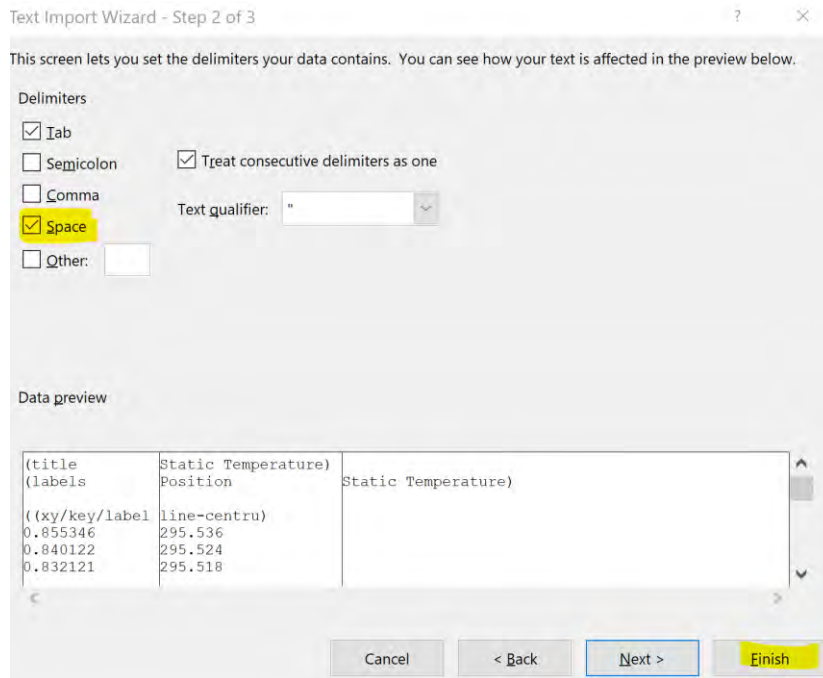 Text Import Wizard - Step 2 of 3 ?
This screen lets you set the delimiters your data contains. You can see how your text is affected in the preview below.
Delimiters
Tab
Semicolon
Treat consecutive delimiters as one
Comma
Text qualifier: "
Space
Other:
Data preview
(title Static Temperature)
(labels Position Static Temperature)
((xy/key/label line-centru)
0.855346 295.536
0.840122 295.524
0.832121 295.518
Cancel < Back Next > Finish